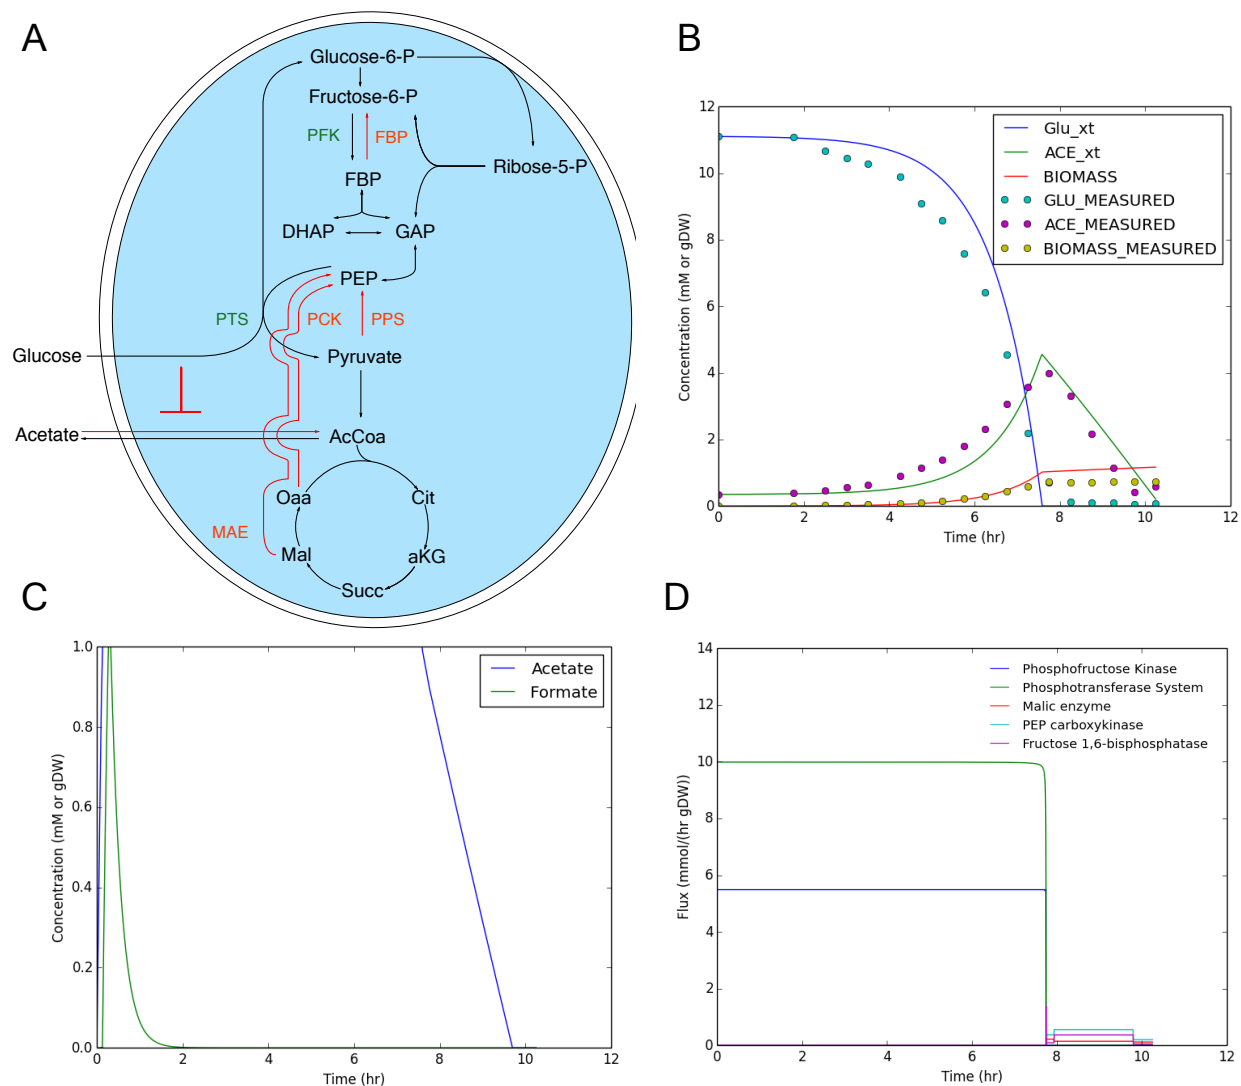 A
Glucose-6-P
Fructose-6-P
PFK
FBP
Ribose-5-P
FBP
DHAP
GAP
PEP
PTS
PCK
PPS
Glucose
Pyruvate
Acetate
AcCoa
Oaa
Cit
MAE
Mal
aKG
Succ
B
12
10
8
6
4
2
0
Concentration (mM or gDW)
Glu_xt
ACE_xt
BIOMASS
GLU_MEASURED
ACE_MEASURED
BIOMASS_MEASURED
0 2 4 6 8 10 12
Time (hr)
C
1.0
0.8
0.6
0.4
0.2
0.0
Concentration (mM or gDW)
Acetate
Formate
0 2 4 6 8 10 12
Time (hr)
D
14
12
10
8
6
4
2
0
Flux (mmol/(hr gDW))
Phosphofructose Kinase
Phosphotransferase System
Malic enzyme
PEP carboxykinase
Fructose 1,6-bisphosphatase
0 2 4 6 8 10 12
Time (hr)